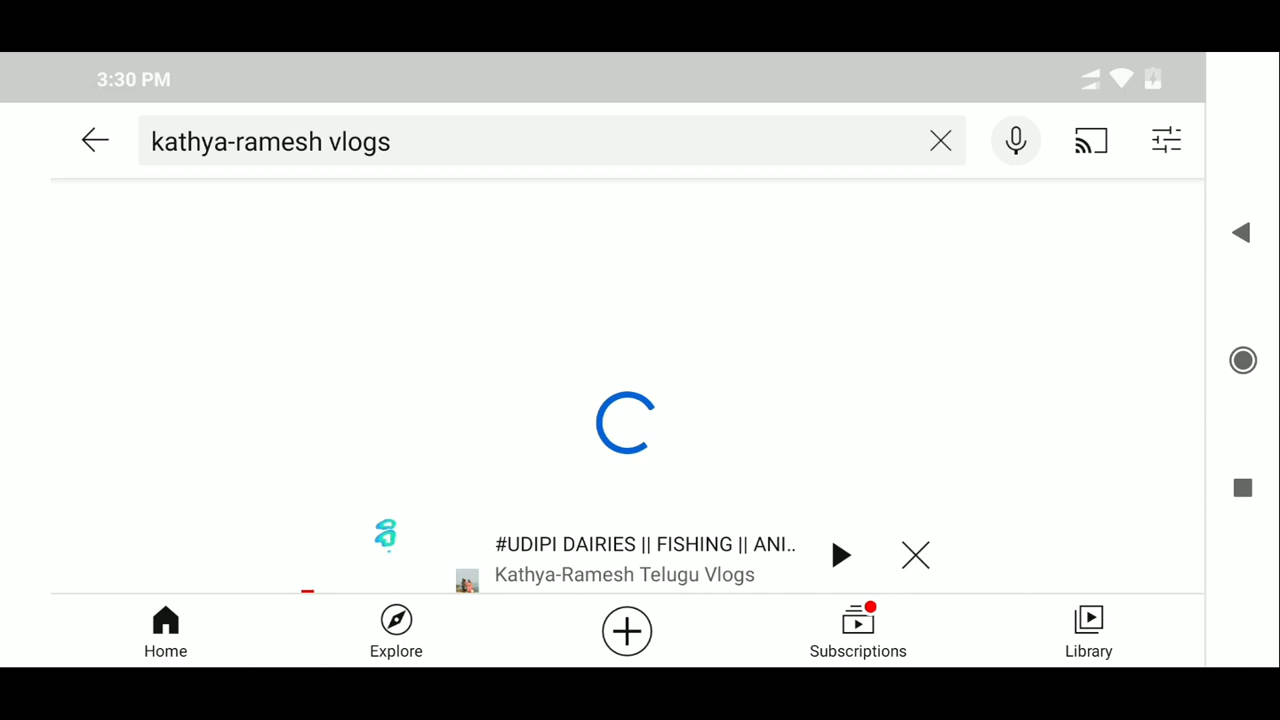 3:30 PM
kathya-ramesh vlogs
#UDIPI DAIRIES || FISHING || ANI..
Kathya-Ramesh Telugu Vlogs
Home
Explore
Subscriptions
Library